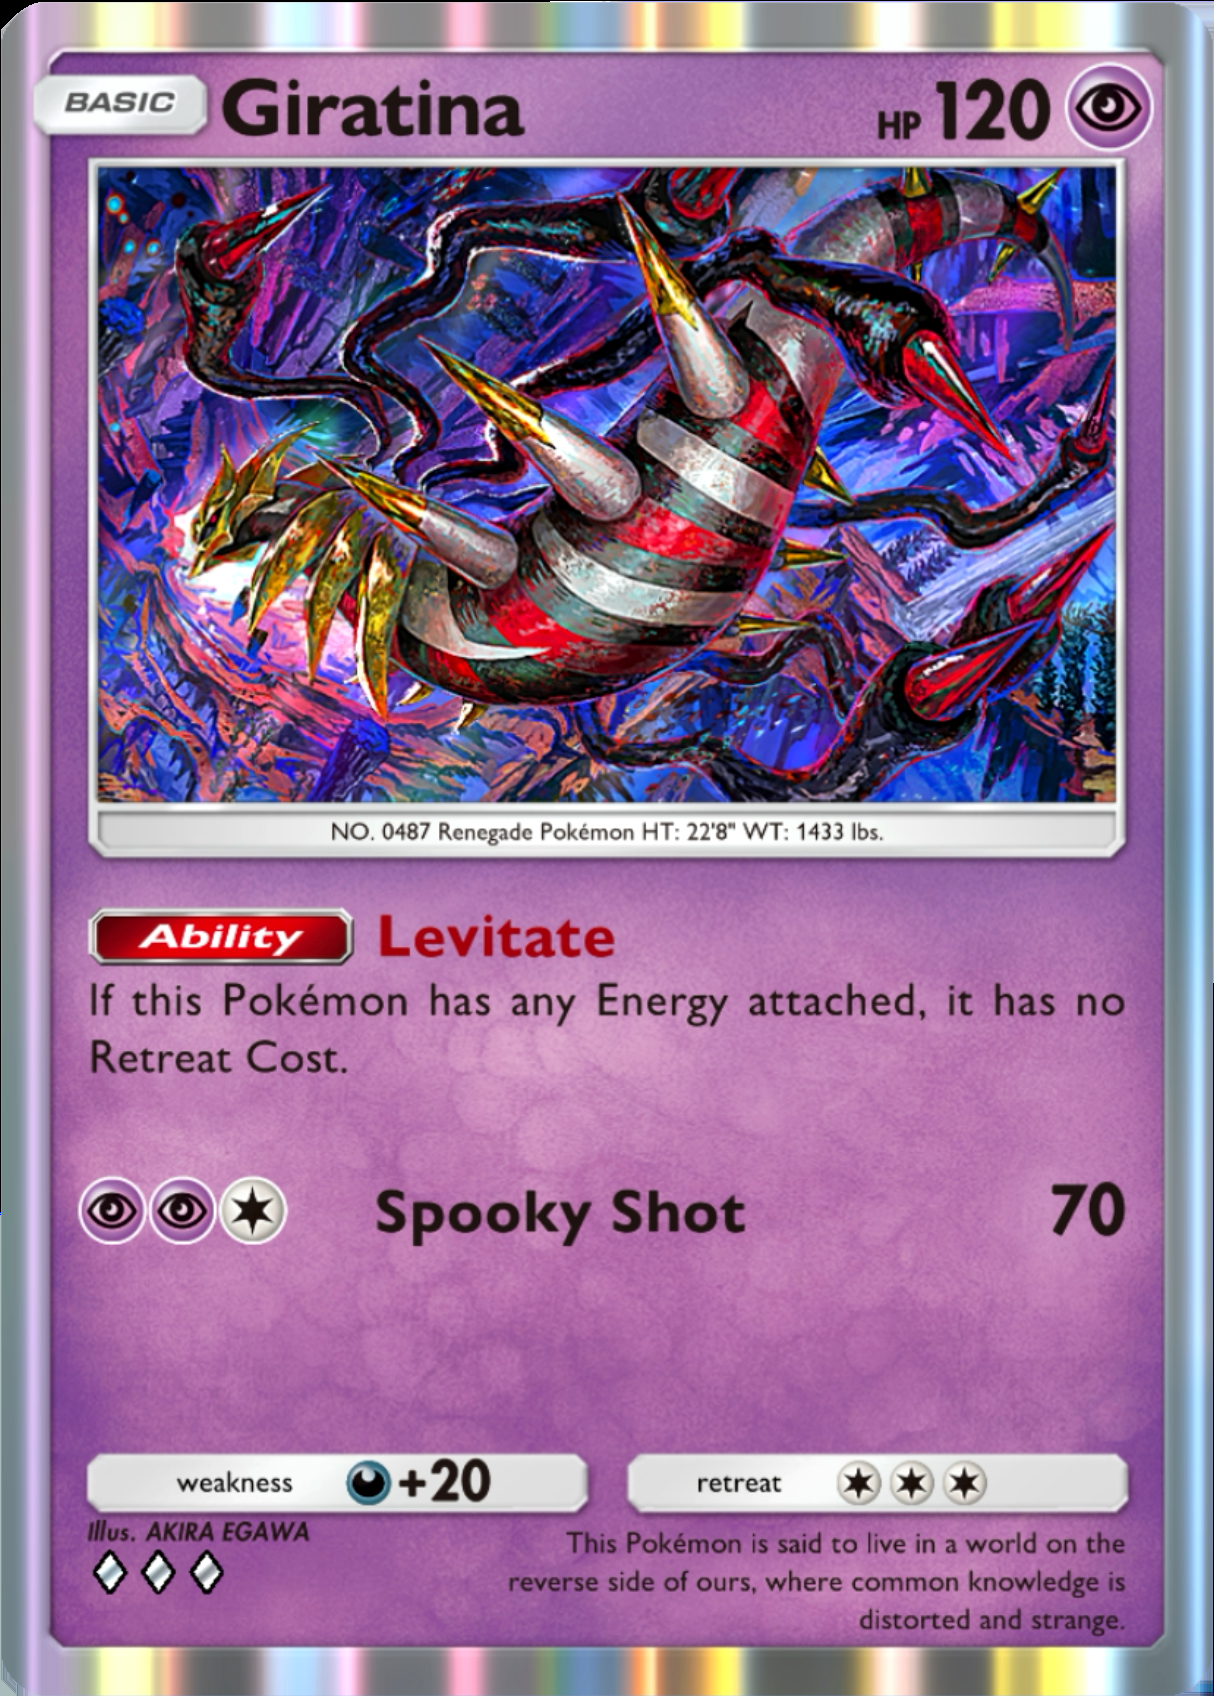 BASIC Giratina HP 120
NO. 0487 Renegade Pokémon HT: 22'8" WT: 1433 lbs.
Ability Levitate
If this Pokémon has any Energy attached, it has no
Retreat Cost.
Spooky Shot 70
weakness +20 retreat
Illus. AKIRA EGAWA
This Pokémon is said to live in a world on the
reverse side of ours, where common knowledge is
distorted and strange.